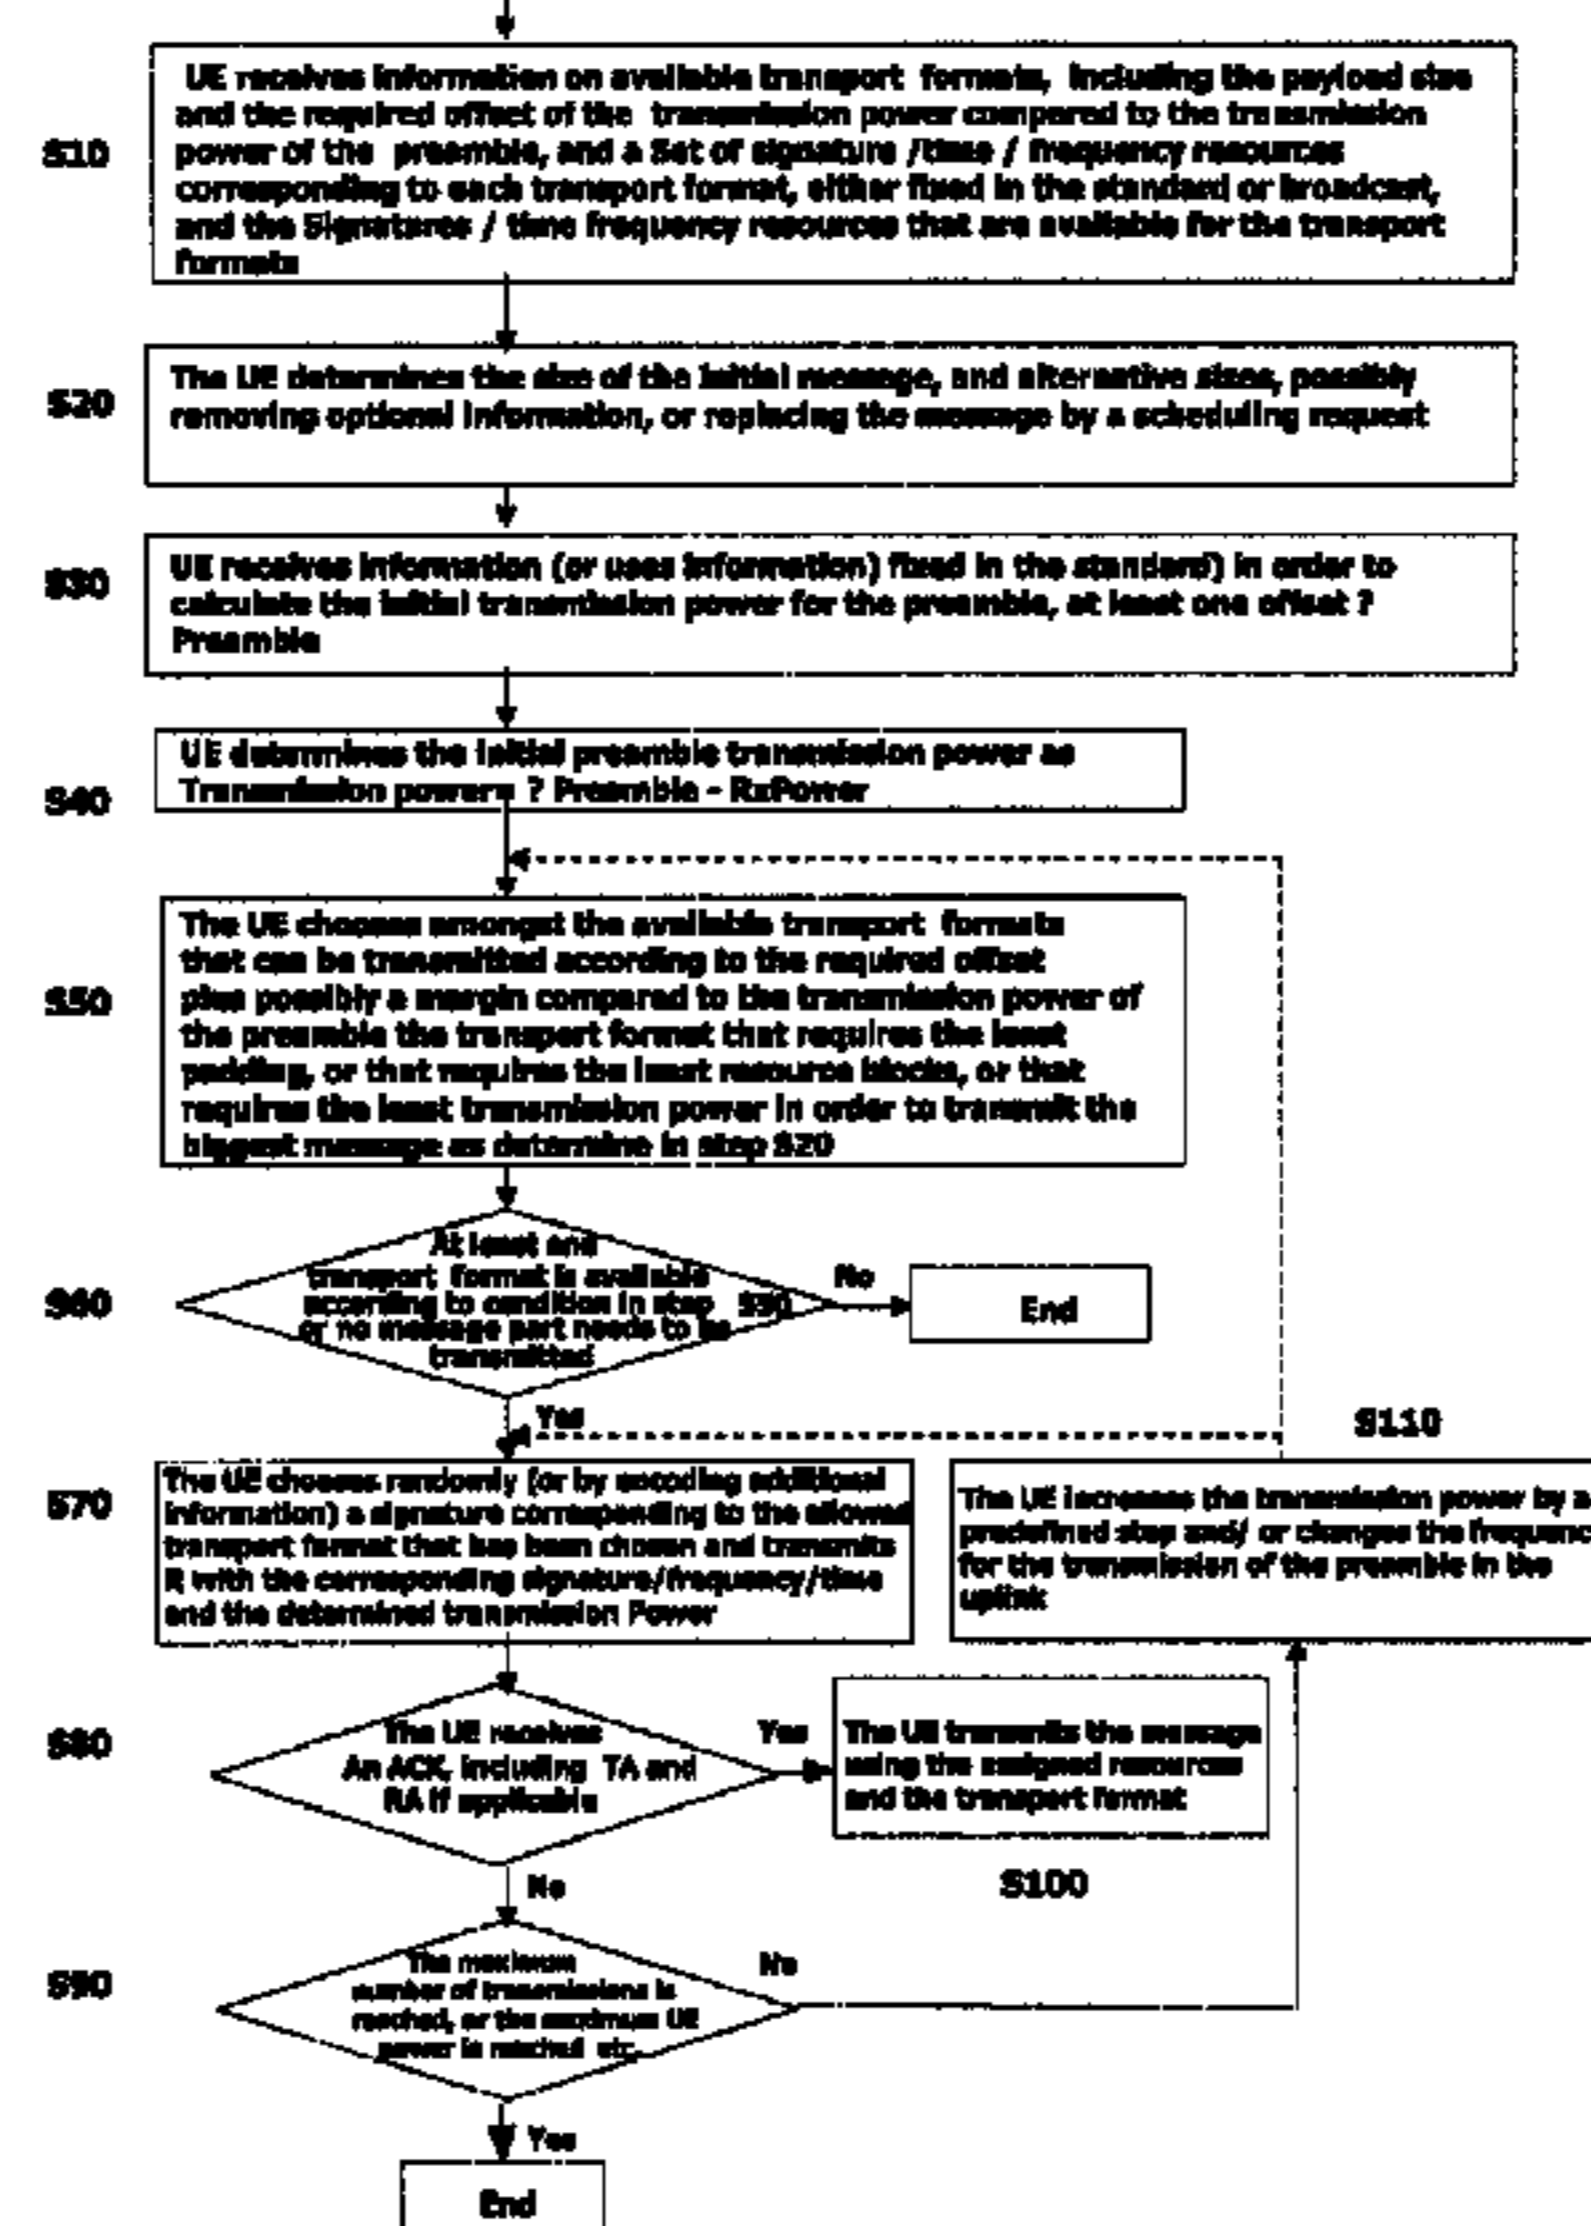 UE receives information on available transport formats, including the payload size
and the required offset of the transmission power compared to the transmission
S10
power of the preamble, and a Set of signature /time / frequency resources
corresponding to each transport format, either fixed in the standard or broadcast,
and the Signatures / time frequency resources that are available for the transport
formats
The UE determines the size of the initial message, and alternative sizes, possibly
S20
removing optional information, or replacing the message by a scheduling request
UE receives information (or uses information) fixed in the standard) in order to
S30
calculate the initial transmission power for the preamble, at least one offset ?
Preamble
UE determines the initial preamble transmission power as
S40
Transmission power= ? Preamble - RxPower
The UE chooses amongst the available transport formats
that can be transmitted according to the required offset
S50
plus possibly a margin compared to the transmission power of
the preamble the transport format that requires the least
padding, or that requires the least resource blocks, or that
requires the least transmission power in order to transmit the
biggest message as determine in step S20
At least and
transport format is available
S60
according to condition in step S50
or no message part needs to be
transmitted
No
End
Yes
S110
The UE chooses randomly (or by encoding additional
S70
information) a signature corresponding to the allowed
transport format that has been chosen and transmits
R with the corresponding signature/frequency/time
and the determined transmission Power
The UE increases the transmission power by a
predefined step and/ or changes the frequenc
for the transmission of the preamble in the
uplink
S80
The UE receives
An ACK, including TA and
RA if applicable
Yes
The UE transmits the message
using the assigned resources
and the transport format
No
S100
S90
The maximum
number of transmissions is
reached, or the maximum UE
power is reached etc.
No
Yes
End